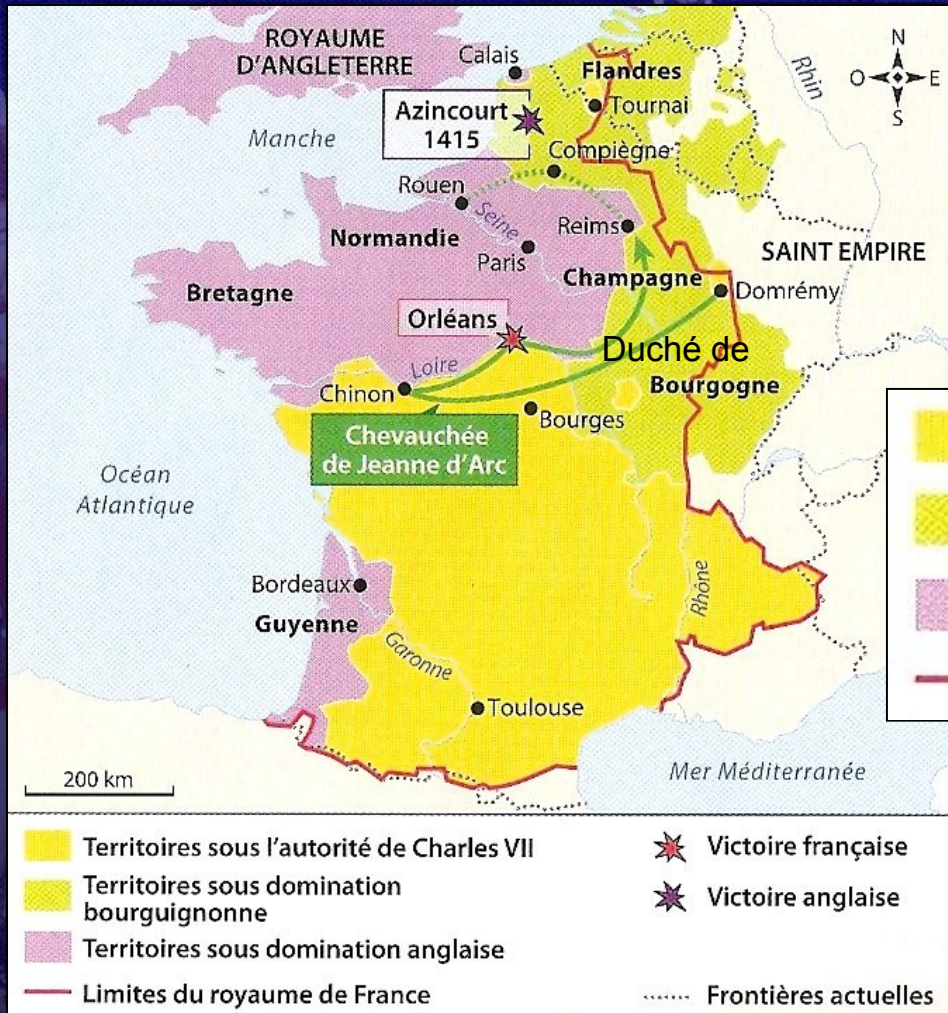 ROYAUME
D'ANGLETERRE
Calais
Flandres
Tournai
Rhin
N
O
E
S
Azincourt
1415
Manche
Compiègne
Rouen
Seine
Reims
Normandie
Paris
SAINT EMPIRE
Champagne
Domrémy
Bretagne
Orléans
Duché de
Bourgogne
Loire
Chinon
Bourges
Chevauchée
de Jeanne d'Arc
Océan
Atlantique
Bordeaux
Guyenne
Rhône
Garonne
Toulouse
200 km
Mer Méditerranée
Territoires sous l'autorité de Charles VII
Territoires sous domination
bourguignonne
Territoires sous domination anglaise
Limites du royaume de France
Victoire française
Victoire anglaise
Frontières actuelles